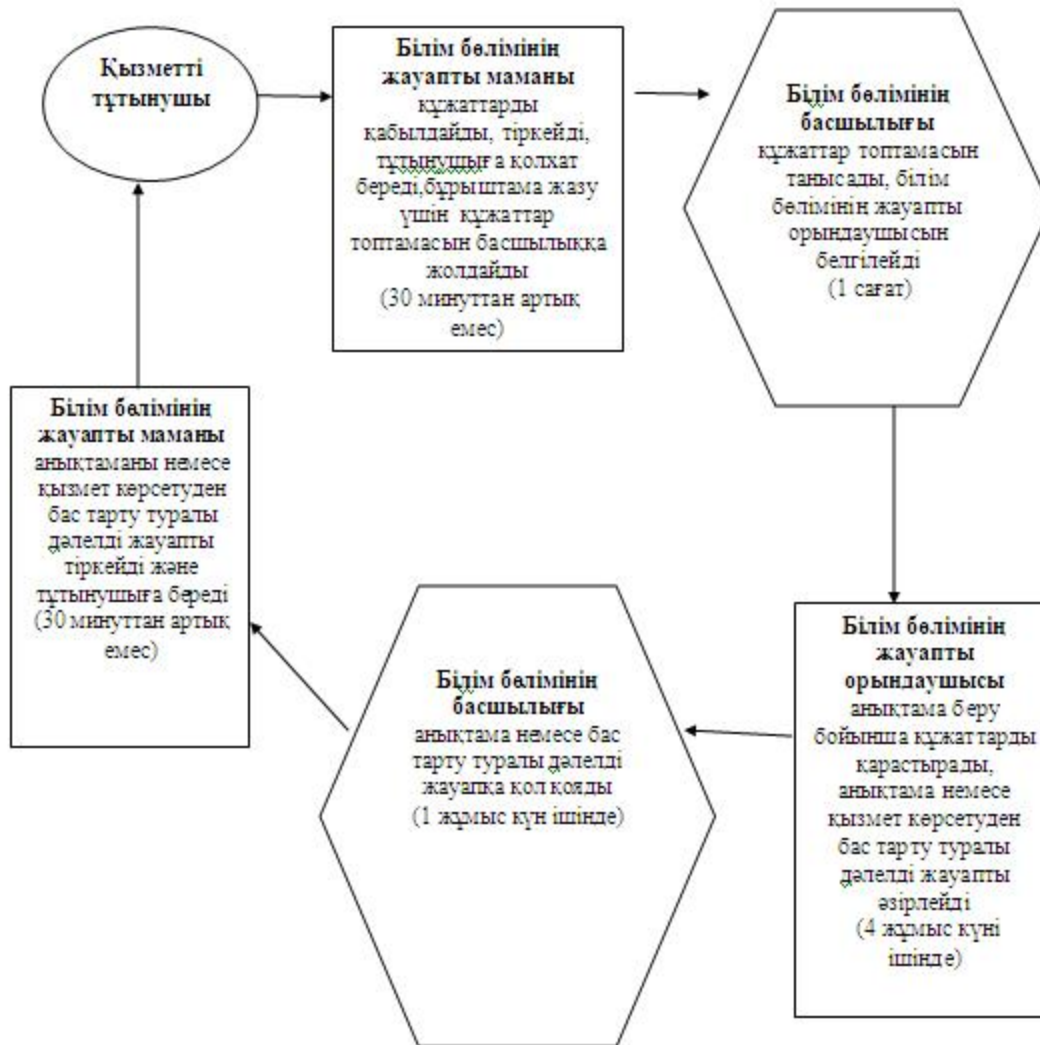 Қызметті
тұтынушы
Білім бөлімінің
жауапты маманы
құжаттарды
қабылдайды, тіркейді,
тұтынушыға қолхат
береді,бұрыштама жазу
үшін құжаттар
топтамасын басшылыққа
жолдайды
(30 минуттан артық
емес)
Білім бөлімінің
басшылығы
құжаттар топтамасын
танысады, білім
бөлімінің жауапты
орындаушысын
белгілейді
(1 сағат)
Білім бөлімінің
жауапты
орындаушысы
анықтама беру
бойынша құжаттарды
қарастырады,
анықтама немесе
қызмет көрсетуден
бас тарту туралы
дәлелді жауапты
әзірлейді
(4 жұмыс күні
ішінде)
Білім бөлімінің
басшылығы
анықтама немесе бас
тарту туралы дәлелді
жауапқа қол қояды
(1 жұмыс күн ішінде)
Білім бөлімінің
жауапты маманы
анықтаманы немесе
қызмет көрсетуден
бас тарту туралы
дәлелді жауапты
тіркейді және
тұтынушыға береді
(30 минуттан артық
емес)